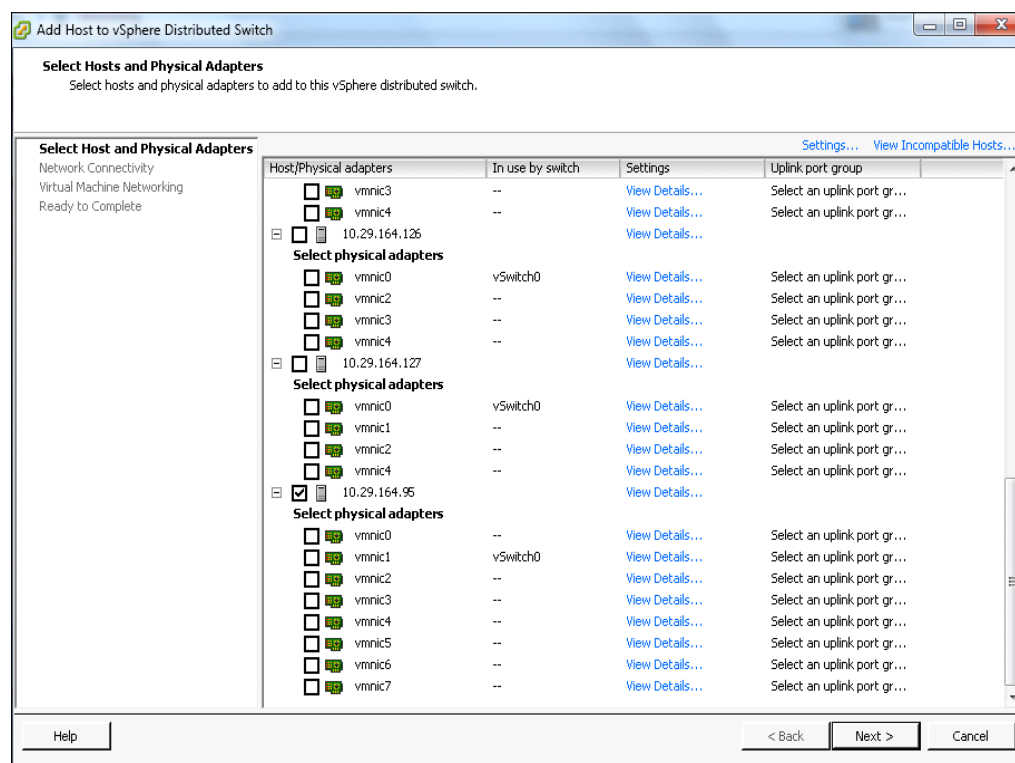 Add Host to vSphere Distributed Switch
Select Hosts and Physical Adapters
Select hosts and physical adapters to add to this vSphere distributed switch.
Select Host and Physical Adapters
Network Connectivity
Virtual Machine Networking
Ready to Complete
Settings... View Incompatible Hosts...
Host/Physical adapters In use by switch Settings Uplink port group
vmnic3 -- View Details... Select an uplink port gr...
vmnic4 -- View Details... Select an uplink port gr...
10.29.164.126 View Details...
Select physical adapters
vmnic0 vSwitch0 View Details... Select an uplink port gr...
vmnic2 -- View Details... Select an uplink port gr...
vmnic3 -- View Details... Select an uplink port gr...
vmnic4 -- View Details... Select an uplink port gr...
10.29.164.127 View Details...
Select physical adapters
vmnic0 vSwitch0 View Details... Select an uplink port gr...
vmnic1 -- View Details... Select an uplink port gr...
vmnic2 -- View Details... Select an uplink port gr...
vmnic4 -- View Details... Select an uplink port gr...
10.29.164.95 View Details...
Select physical adapters
vmnic0 -- View Details... Select an uplink port gr...
vmnic1 vSwitch0 View Details... Select an uplink port gr...
vmnic2 -- View Details... Select an uplink port gr...
vmnic3 -- View Details... Select an uplink port gr...
vmnic4 -- View Details... Select an uplink port gr...
vmnic5 -- View Details... Select an uplink port gr...
vmnic6 -- View Details... Select an uplink port gr...
vmnic7 -- View Details... Select an uplink port gr...
Help < Back Next > Cancel